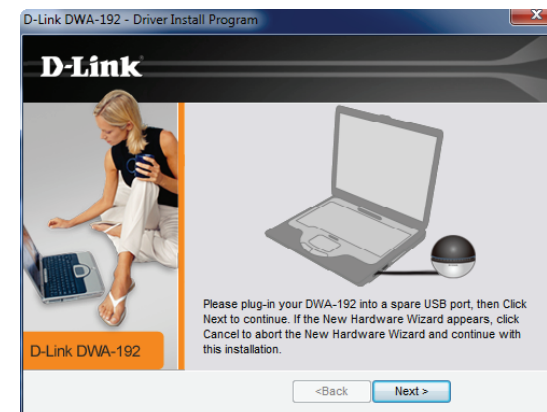 D-Link DWA-192 - Driver Install Program
D-Link
Please plug-in your DWA-192 into a spare USB port, then Click
Next to continue. If the New Hardware Wizard appears, click
Cancel to abort the New Hardware Wizard and continue with
this installation.
D-Link DWA-192
<Back
Next >